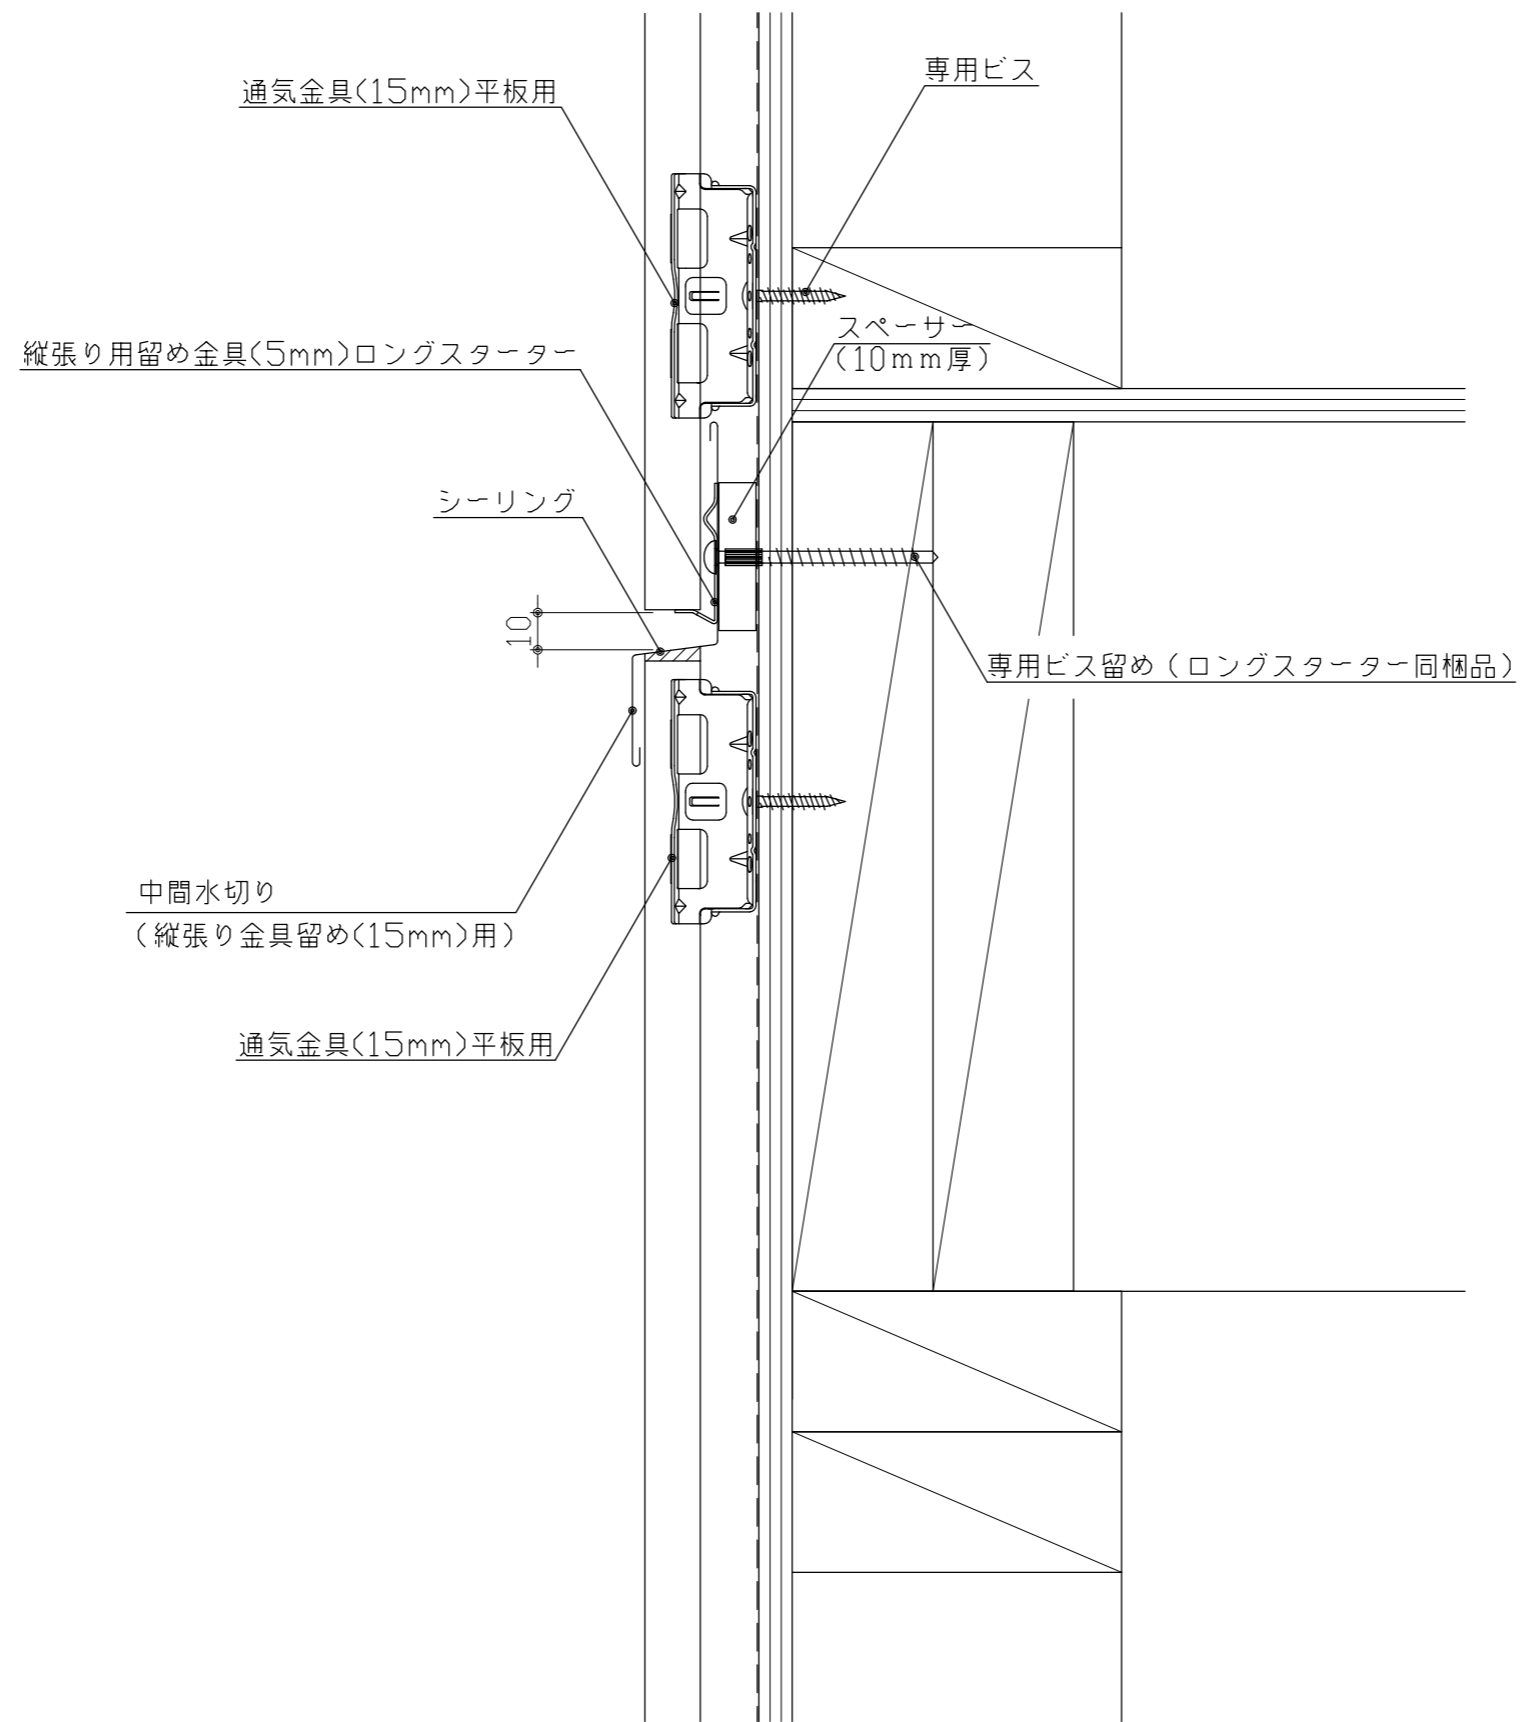 専用ビス
通気金具(15mm)平板用
スペーサー
(10mm厚)
縦張り用留め金具(5mm)ロングスターター
シーリング
10
専用ビス留め(ロングスターター同梱品)
中間水切り
(縦張り金具留め(15mm)用)
通気金具(15mm)平板用